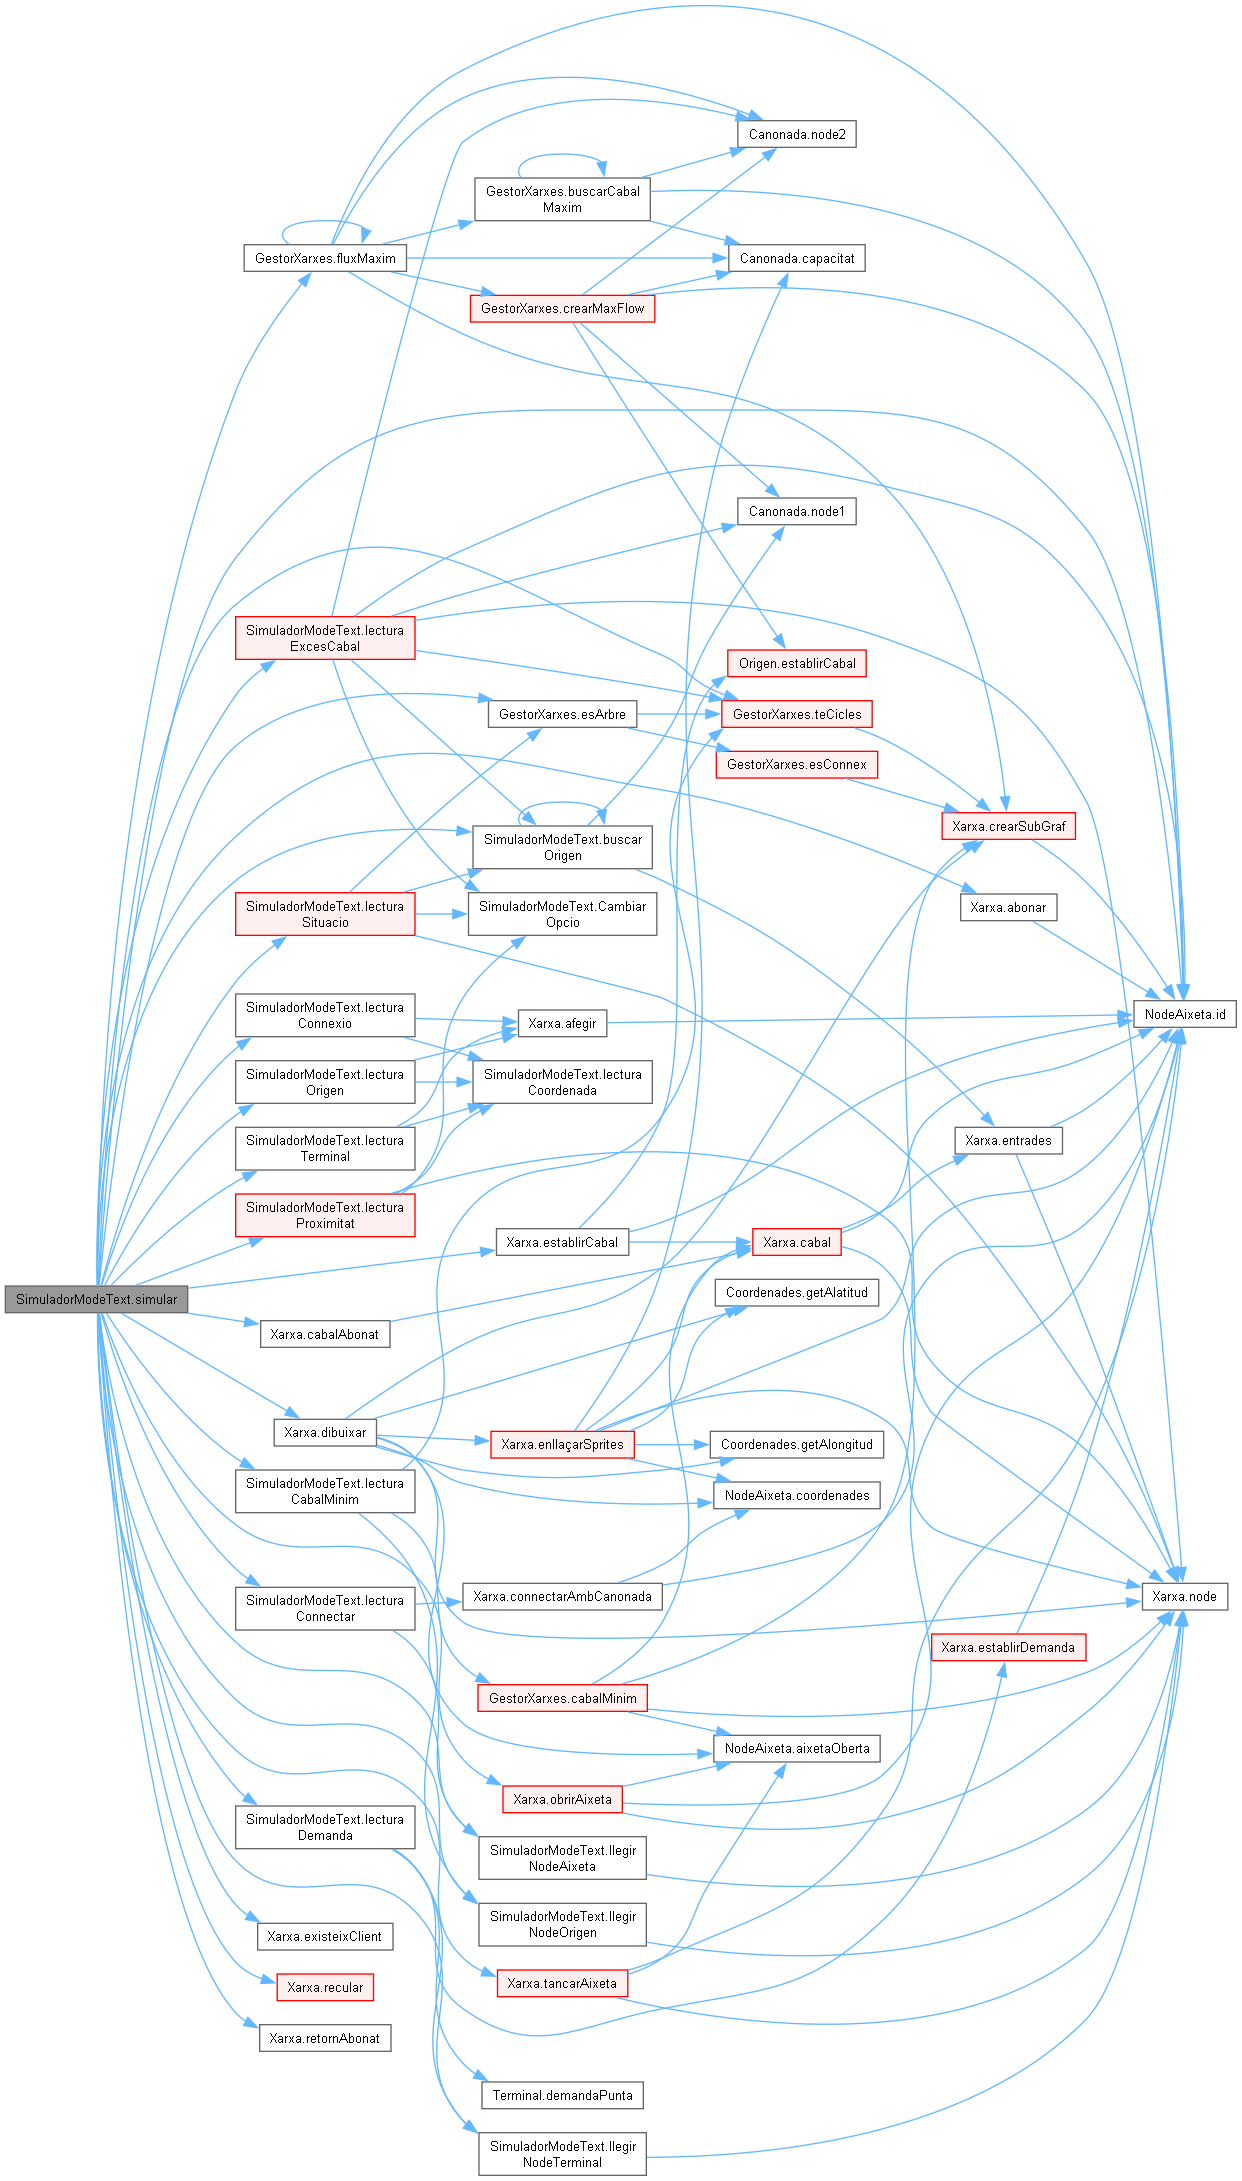 Canonada.node2
GestorXarxes.buscarCabal
Maxim
GestorXarxes.fluxMaxim
Canonada.capacitat
GestorXarxes.crearMaxFlow
Canonada.node1
SimuladorModeText.lectura
ExcesCabal
Origen.establirCabal
GestorXarxes.esArbre
GestorXarxes.teCicles
GestorXarxes.esConnex
Xarxa.crearSubGraf
SimuladorModeText.buscar
Origen
SimuladorModeText.lectura
Situacio
SimuladorModeText.Cambiar
Opcio
Xarxa.abonar
SimuladorModeText.lectura
Connexio
Xarxa.afegir
NodeAixeta.id
SimuladorModeText.lectura
Origen
SimuladorModeText.lectura
Coordenada
SimuladorModeText.lectura
Terminal
Xarxa.entrades
SimuladorModeText.lectura
Proximitat
Xarxa.establirCabal
Xarxa.cabal
SimuladorModeText.simular
Coordenades.getAlatitud
Xarxa.cabalAbonat
Xarxa.dibuixar
Xarxa.enllaçarSprites
Coordenades.getAlongitud
SimuladorModeText.lectura
CabalMinim
NodeAixeta.coordenades
SimuladorModeText.lectura
Connectar
Xarxa.connectarAmbCanonada
Xarxa.node
Xarxa.establirDemanda
GestorXarxes.cabalMinim
NodeAixeta.aixetaOberta
Xarxa.obrirAixeta
SimuladorModeText.lectura
Demanda
SimuladorModeText.llegir
NodeAixeta
SimuladorModeText.llegir
NodeOrigen
Xarxa.existeixClient
Xarxa.recular
Xarxa.tancarAixeta
Xarxa.retornAbonat
Terminal.demandaPunta
SimuladorModeText.llegir
NodeTerminal